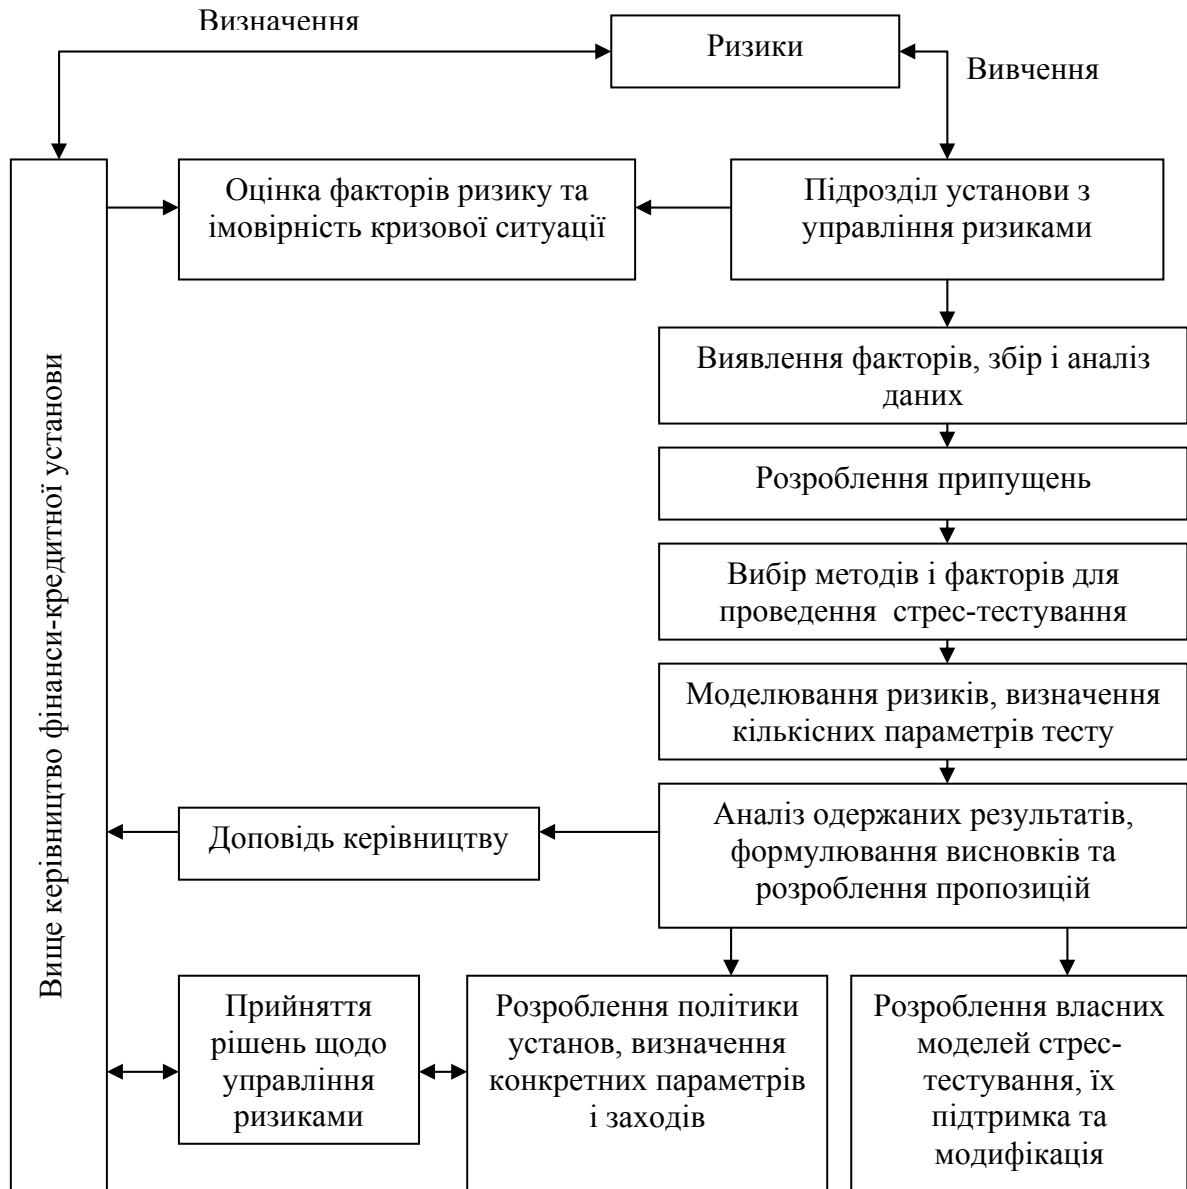 Визначення
Ризики
Вивчення
Оцінка факторів ризику та
імовірність кризової ситуації
Підрозділ установи з
управління ризиками
Вище керівництво фінанси-кредитної установи
Виявлення факторів, збір і аналіз
даних
Розроблення припущень
Вибір методів і факторів для
проведення стрес-тестування
Моделювання ризиків, визначення
кількісних параметрів тесту
Аналіз одержаних результатів,
формулювання висновків та
розроблення пропозицій
Доповідь керівництву
Прийняття
рішень щодо
управління
ризиками
Розроблення політики
установ, визначення
конкретних параметрів
і заходів
Розроблення власних
моделей стрес-
тестування, їх
підтримка та
модифікація